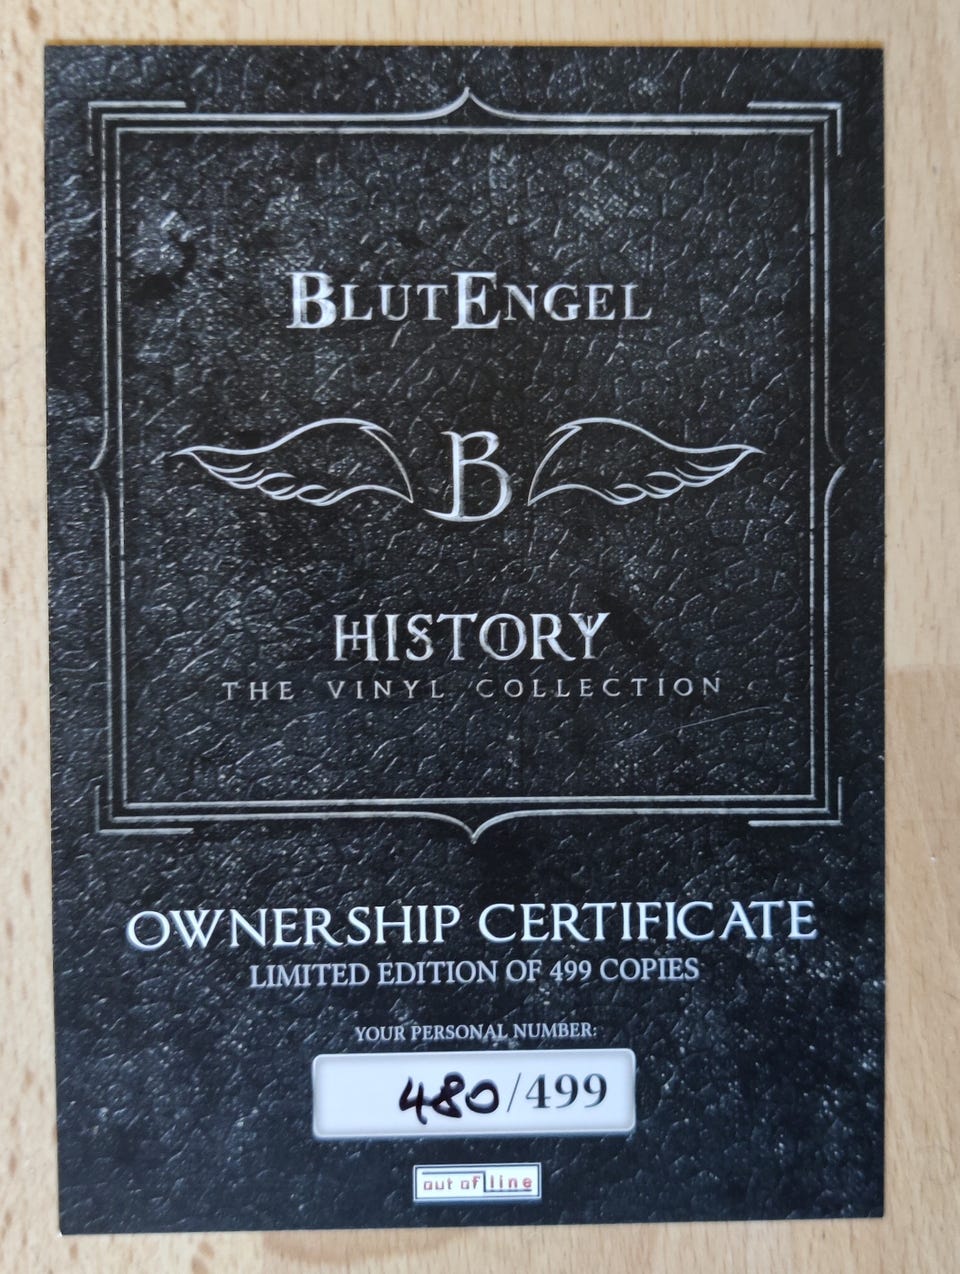 BLUTENGEL
B
HISTORY
THE VINYL COLLECTION
OWNERSHIP CERTIFICATE
LIMITED EDITION OF 499 COPIES
YOUR PERSONAL NUMBER:
480/499
out of line